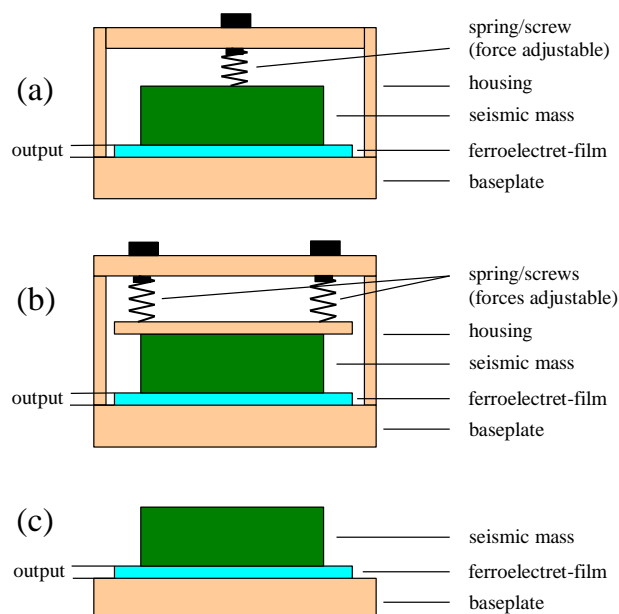 (a)
spring/screw
(force adjustable)
housing
seismic mass
output
ferroelectret-film
baseplate
(b)
spring/screws
(forces adjustable)
housing
seismic mass
output
ferroelectret-film
baseplate
(c)
seismic mass
output
ferroelectret-film
baseplate